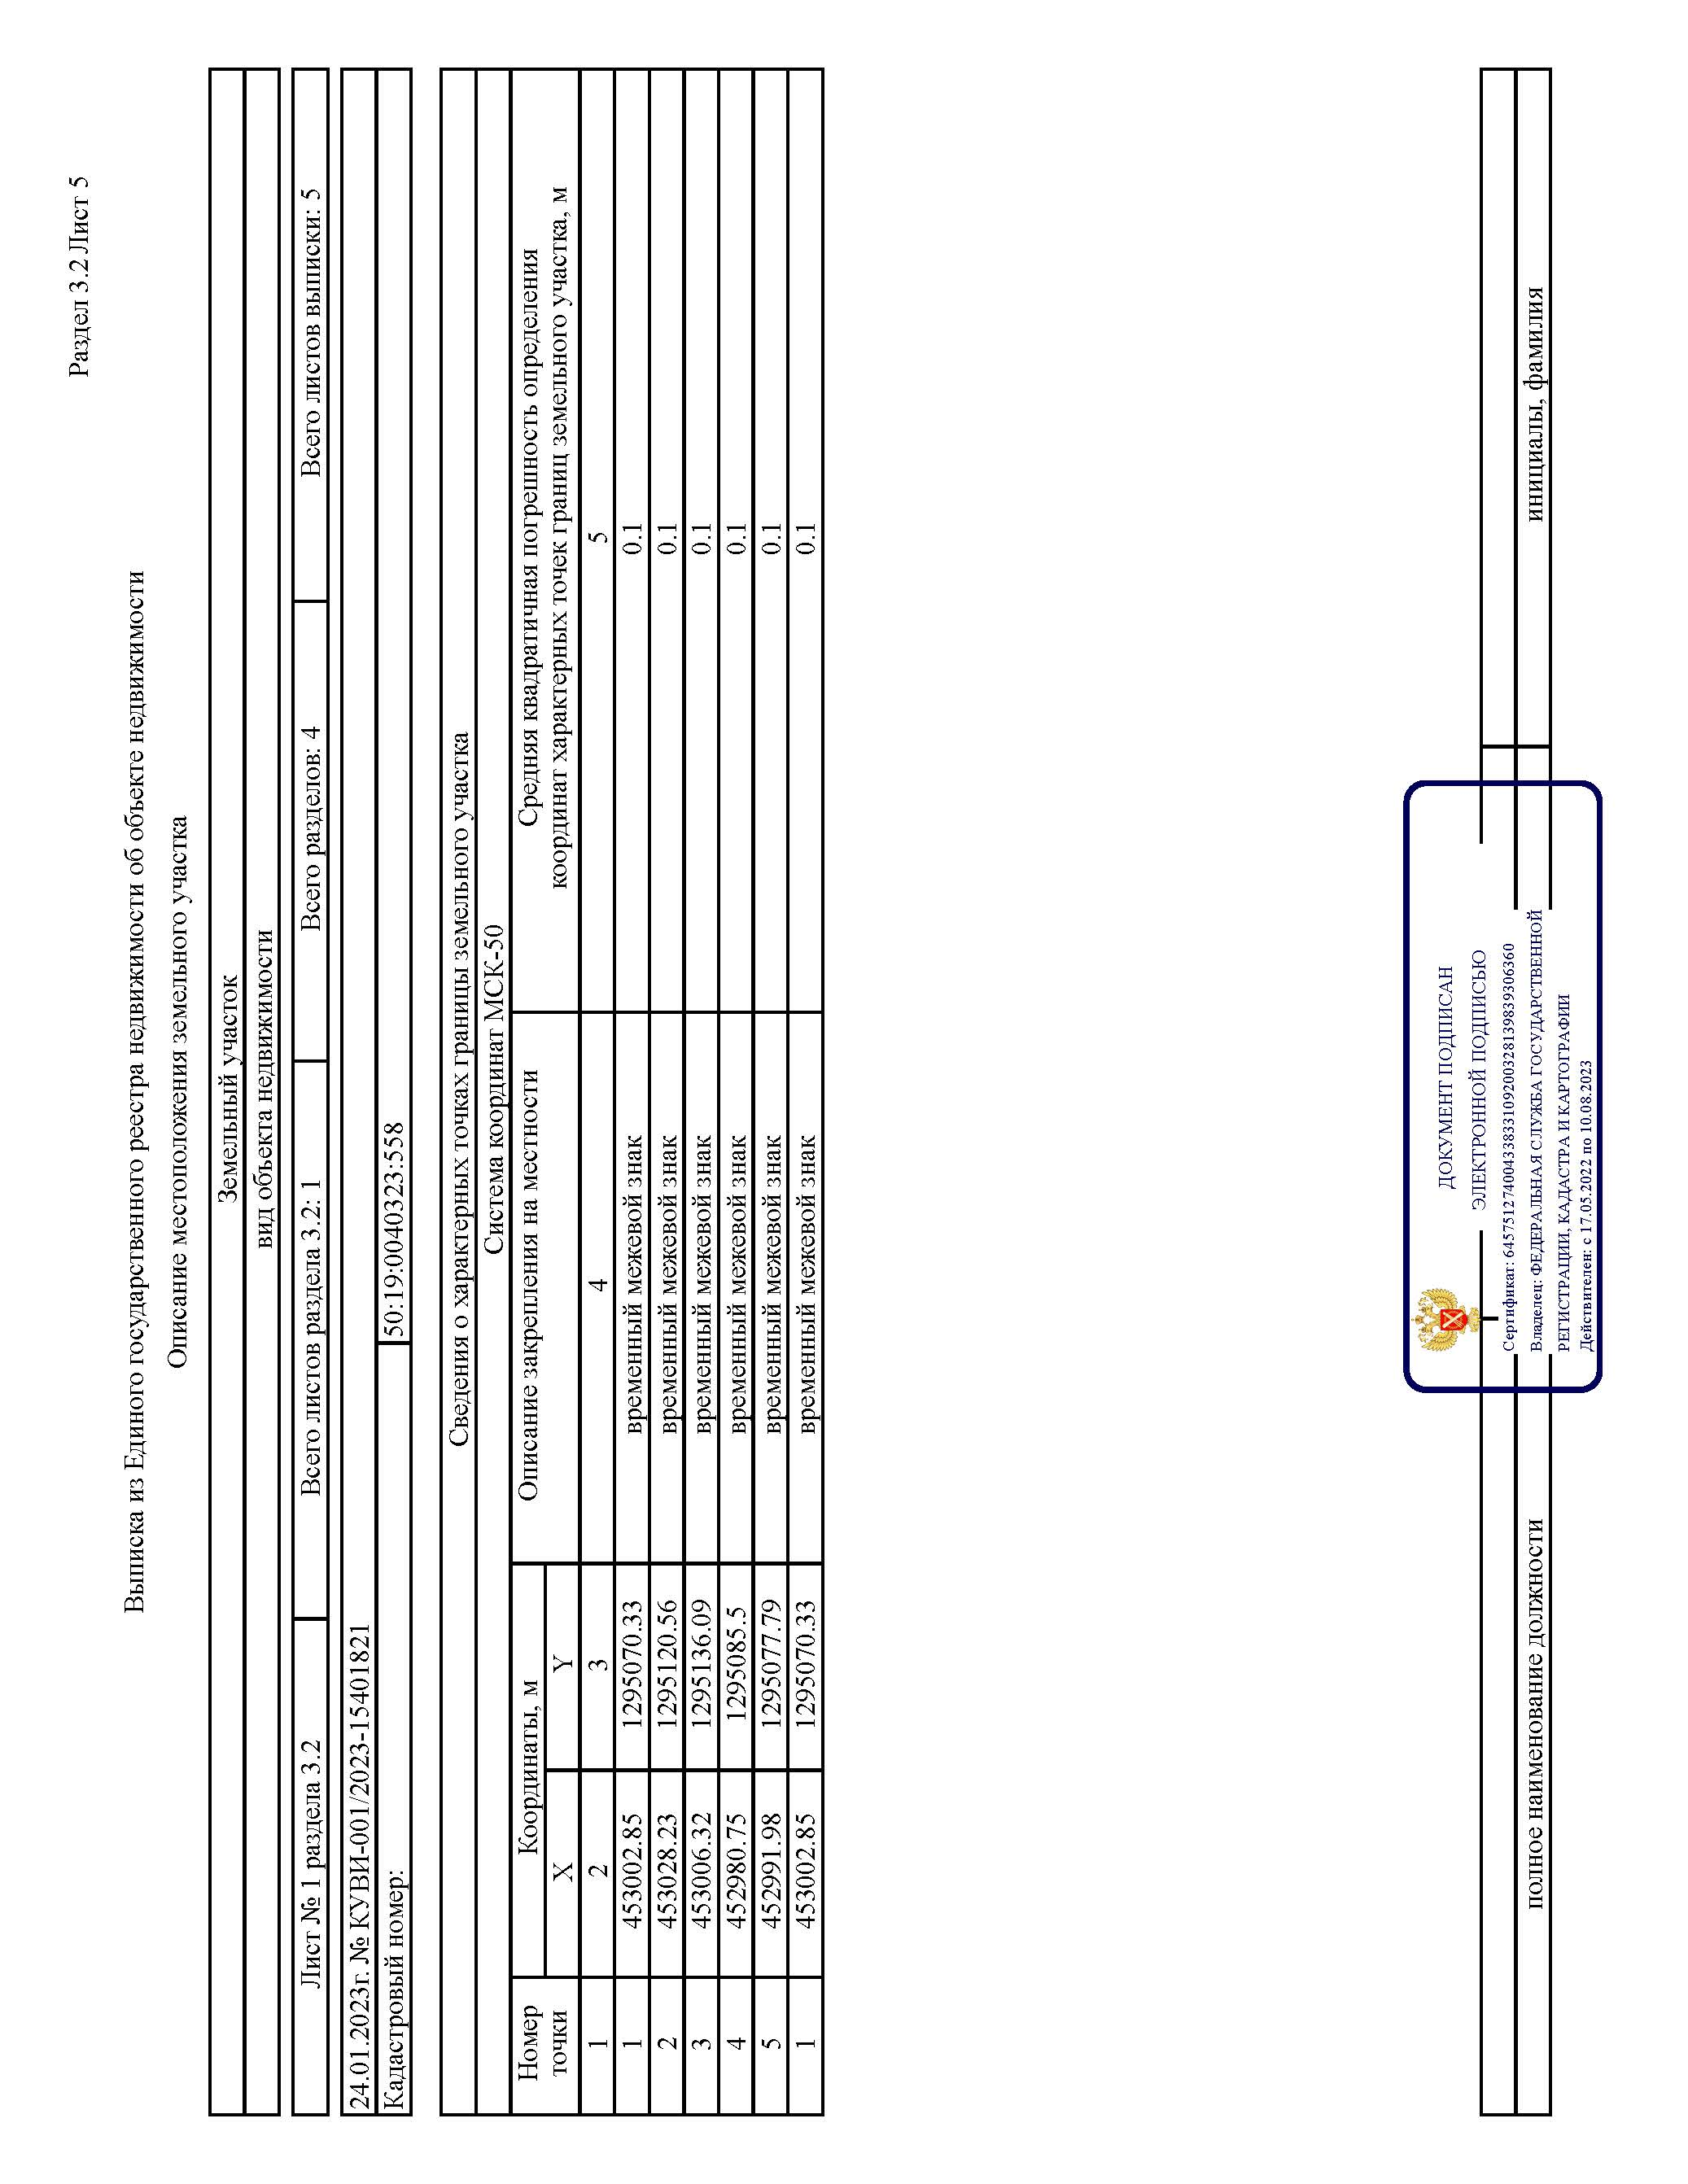 Раздел 3.2 Лист 5
Выписка из Единого государственного реестра недвижимости об объекте недвижимости
Описание местоположения земельного участка
Земельный участок
вид объекта недвижимости
Лист № 1 раздела 3.2 Всего листов раздела 3.2: 1 Всего разделов: 4 Всего листов выписки: 5
24.01.2023г. № КУВИ-001/2023-15401821
Кадастровый номер: 50:19:0040323:558
Сведения о характерных точках границы земельного участка
Система координат МСК-50
Номер точки Координаты, м Описание закрепления на местности Средняя квадратичная погрешность определения
координат характерных точек границ земельного участка, м
X Y
1 2 3 4 5
1 453002.85 1295070.33 временный межевой знак 0.1
2 453028.23 1295120.56 временный межевой знак 0.1
3 453006.32 1295136.09 временный межевой знак 0.1
4 452980.75 1295085.5 временный межевой знак 0.1
5 452991.98 1295077.79 временный межевой знак 0.1
1 453002.85 1295070.33 временный межевой знак 0.1
ДОКУМЕНТ ПОДПИСАН
ЭЛЕКТРОННОЙ ПОДПИСЬЮ
Сертификат: 64575127400433833109200328139839306360
Владелец: ФЕДЕРАЛЬНАЯ СЛУЖБА ГОСУДАРСТВЕННОЙ
РЕГИСТРАЦИИ, КАДАСТРА И КАРТОГРАФИИ
Действителен: с 17.05.2022 по 10.08.2023
полное наименование должности инициалы, фамилия